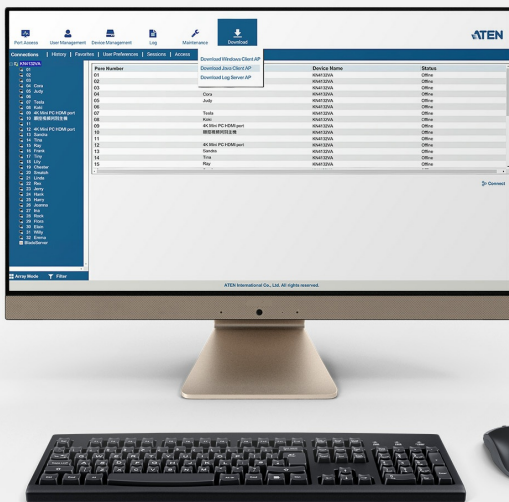 ATEN
Port Access User Management Device Management Log Maintenance Download
Connections | History | Favorites | User Preferences | Sessions | Access
Download Windows Client AP
Download Java Client AP
Download Log Server AP
KN4132VA
01
02
03
04 Cora
05 Judy
06
07 Tesla
08 Kimi
09 4K Mini PC HDMI port
11
12 4K Mini PC HDMI port
13 Sandra
14 Tina
15 Ray
16 Frank
17 Tiny
18 Lily
19 Chester
20 Snatch
21 Linda
22 Rex
23 Jerry
24 Hank
25 Harry
26 Joanna
27 Ice
28 Rock
29 Hans
30 Elam
31 Willy
32 Emma
BladeServer
Array Mode Filter
Pore Number Device Name Status
01 KN4132VA Offline
02 KN4132VA Offline
03 KN4132VA Offline
04 Cora KN4132VA Offline
05 Judy KN4132VA Offline
06 KN4132VA Offline
07 Tesla KN4132VA Offline
08 Kimi KN4132VA Offline
09 4K Mini PC HDMI port KN4132VA Offline
10 KN4132VA Offline
11 KN4132VA Offline
12 4K Mini PC HDMI port KN4132VA Offline
13 Sandra KN4132VA Offline
14 Tina KN4132VA Offline
15 Ray KN4132VA Offline
Connect
ATEN International Co., Ltd. All rights reserved.